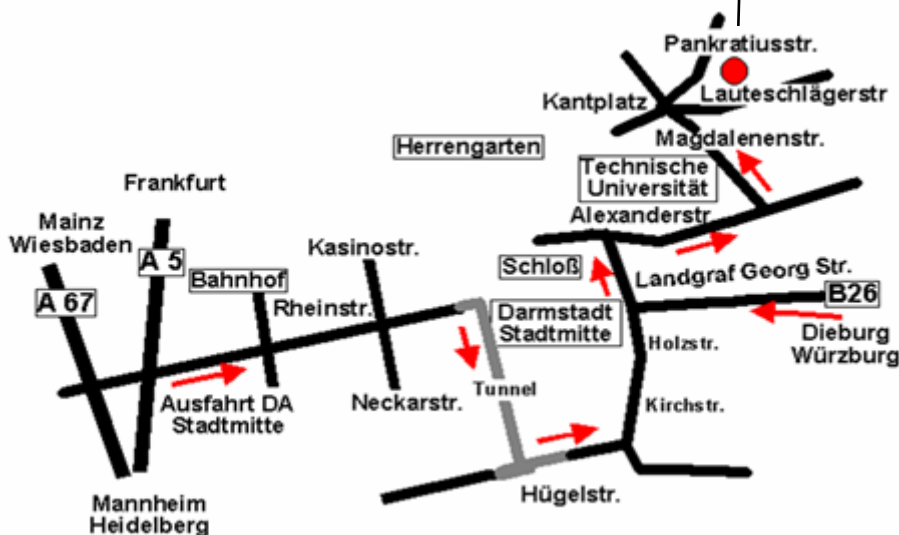 Pankratiusstr.
Lauteschlägerstr
Kantplatz
Magdalenenstr.
Herrengarten
Technische
Universität
Frankfurt
Alexanderstr
Mainz
Wiesbaden
Kasinostr.
A 5
Schloß
Landgraf Georg Str.
Bahnhof
A 67
B26
Rheinstr.
Darmstadt
Stadtmitte
Dieburg
Würzburg
Holzstr.
Tunnel
Ausfahrt DA
Stadtmitte
Neckarstr.
Kirchstr.
Hügelstr.
Mannheim
Heidelberg